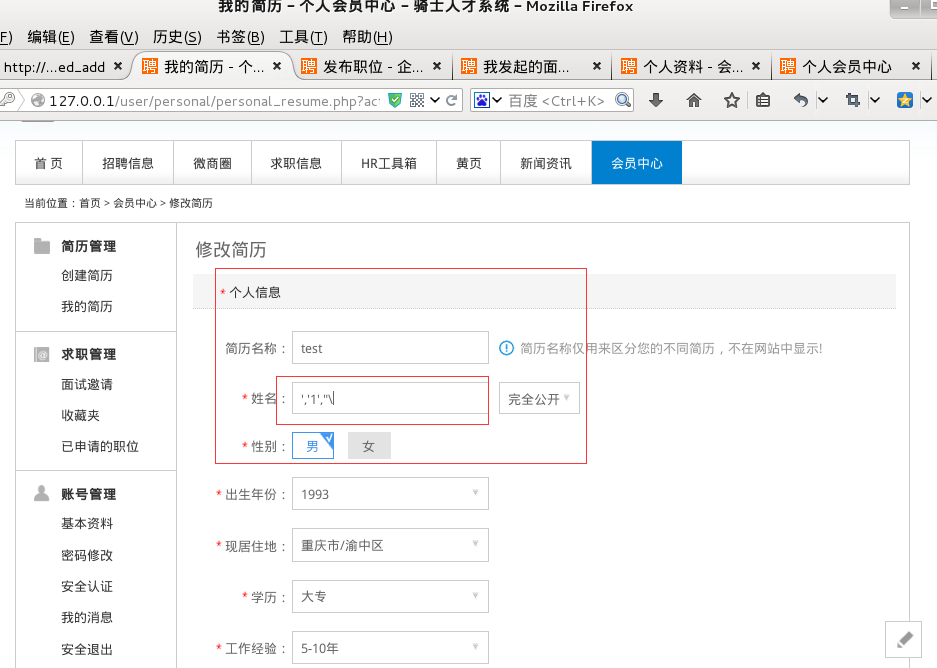 我的简历 - 个人会员中心 - 骑士人才系统 - Mozilla Firefox
F) 编辑(E) 查看(V) 历史(S) 书签(B) 工具(T) 帮助(H)
http://...ed_add × 聘 我的简历 - 个... × 聘 发布职位 - 企... × 聘 我发起的面... × 聘 个人资料 - 会... × 聘 个人会员中心 ×
127.0.0.1/user/personal/personal_resume.php?ac 百度 <Ctrl+K>
首 页 招聘信息 微商圈 求职信息 HR工具箱 黄页 新闻资讯 会员中心
当前位置：首页 > 会员中心 > 修改简历
简历管理
创建简历
我的简历
求职管理
面试邀请
收藏夹
已申请的职位
账号管理
基本资料
密码修改
安全认证
我的消息
安全退出
修改简历
* 个人信息
简历名称： test 简历名称仅用来区分您的不同简历，不在网站中显示!
* 姓名： ','1',"\ 完全公开
* 性别： 男 女
* 出生年份： 1993
* 现居住地： 重庆市/渝中区
* 学历： 大专
* 工作经验： 5-10年